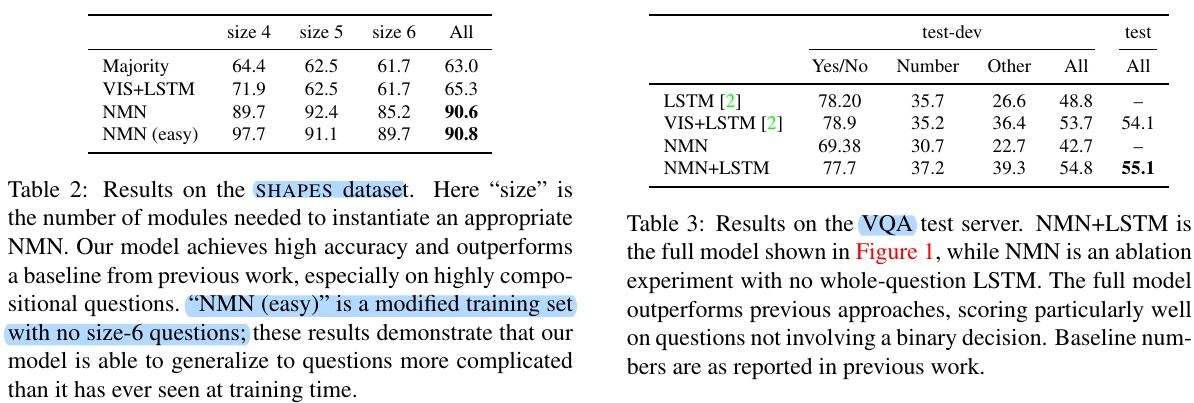 size 4 size 5 size 6 All
Majority 64.4 62.5 61.7 63.0
VIS+LSTM 71.9 62.5 61.7 65.3
NMN 89.7 92.4 85.2 90.6
NMN (easy) 97.7 91.1 89.7 90.8
Table 2: Results on the SHAPES dataset. Here “size” is
the number of modules needed to instantiate an appropriate
NMN. Our model achieves high accuracy and outperforms
a baseline from previous work, especially on highly compo-
sitional questions. “NMN (easy)” is a modified training set
with no size-6 questions; these results demonstrate that our
model is able to generalize to questions more complicated
than it has ever seen at training time.
test-dev test
Yes/No Number Other All All
LSTM [2] 78.20 35.7 26.6 48.8 –
VIS+LSTM [2] 78.9 35.2 36.4 53.7 54.1
NMN 69.38 30.7 22.7 42.7 –
NMN+LSTM 77.7 37.2 39.3 54.8 55.1
Table 3: Results on the VQA test server. NMN+LSTM is
the full model shown in Figure 1, while NMN is an ablation
experiment with no whole-question LSTM. The full model
outperforms previous approaches, scoring particularly well
on questions not involving a binary decision. Baseline num-
bers are as reported in previous work.